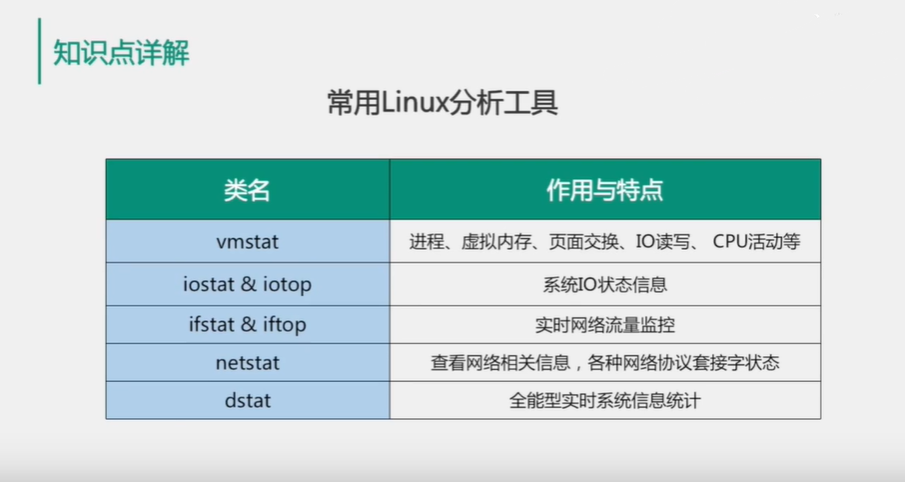 知识点详解
常用Linux分析工具
类名 作用与特点
vmstat 进程、虚拟内存、页面交换、IO读写、 CPU活动等
iostat & iotop 系统IO状态信息
ifstat & iftop 实时网络流量监控
netstat 查看网络相关信息，各种网络协议套接字状态
dstat 全能型实时系统信息统计